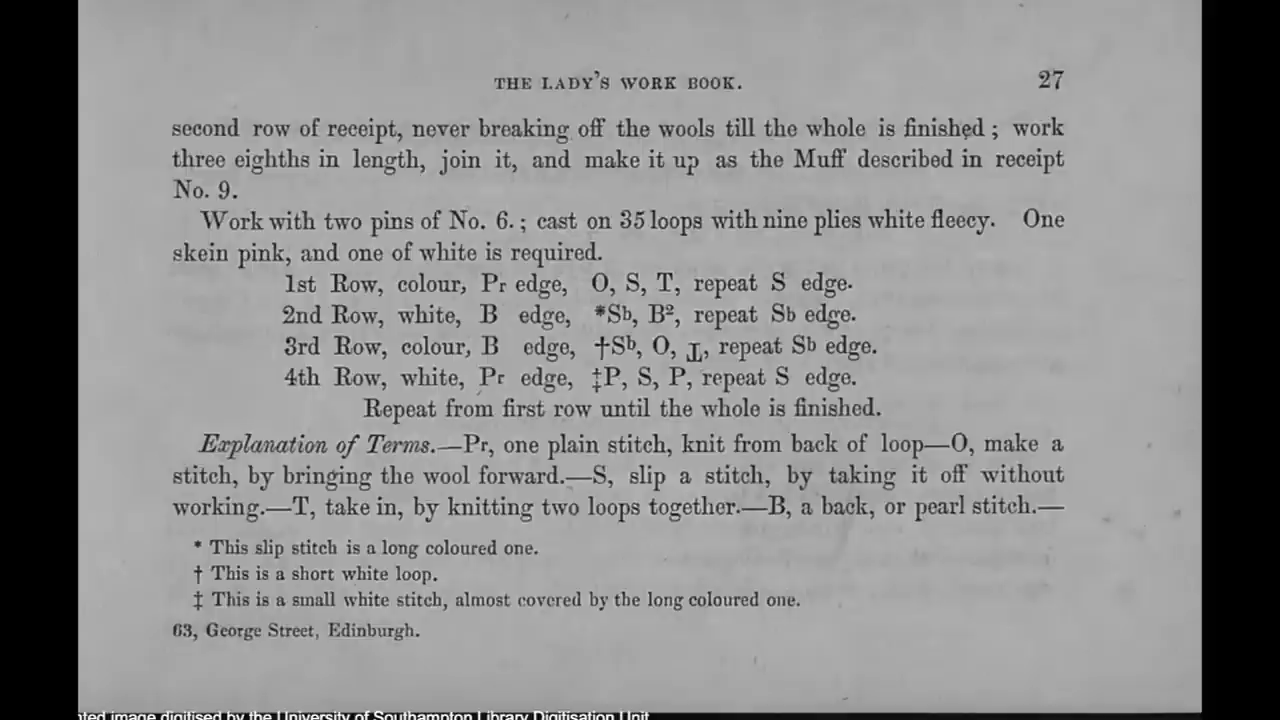 THE LADY'S WORK BOOK. 27
second row of receipt, never breaking off the wools till the whole is finished; work
three eighths in length, join it, and make it up as the Muff described in receipt
No. 9.
Work with two pins of No. 6.; cast on 35 loops with nine plies white fleecy. One
skein pink, and one of white is required.
1st Row, colour, Pr edge, O, S, T, repeat S edge.
2nd Row, white, B edge, *Sb, B², repeat Sb edge.
3rd Row, colour, B edge, †Sb, O, ꓕ, repeat Sb edge.
4th Row, white, Pr edge, ‡P, S, P, repeat S edge.
Repeat from first row until the whole is finished.
Explanation of Terms.—Pr, one plain stitch, knit from back of loop—O, make a
stitch, by bringing the wool forward.—S, slip a stitch, by taking it off without
working.—T, take in, by knitting two loops together.—B, a back, or pearl stitch.—
* This slip stitch is a long coloured one.
† This is a short white loop.
‡ This is a small white stitch, almost covered by the long coloured one.
63, George Street, Edinburgh.
ted image digitised by the University of Southampton Library Digitisation Unit